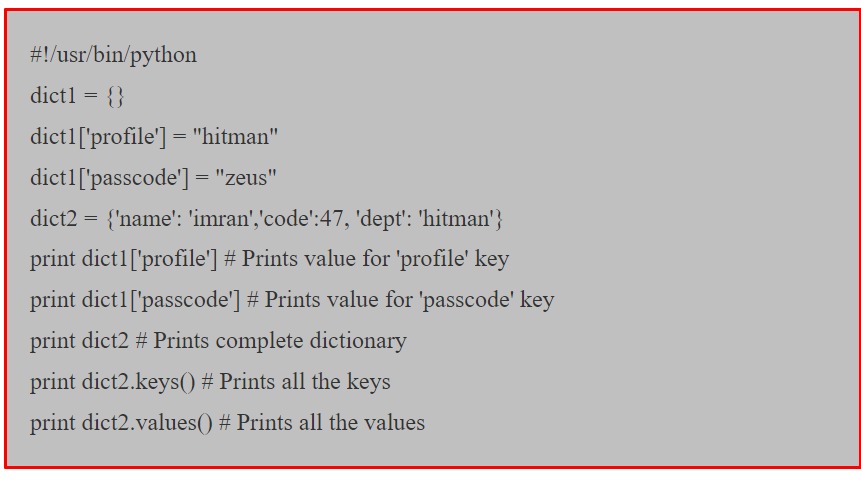 #!/usr/bin/python
dict1 = {}
dict1['profile'] = "hitman"
dict1['passcode'] = "zeus"
dict2 = {'name': 'imran','code':47, 'dept': 'hitman'}
print dict1['profile'] # Prints value for 'profile' key
print dict1['passcode'] # Prints value for 'passcode' key
print dict2 # Prints complete dictionary
print dict2.keys() # Prints all the keys
print dict2.values() # Prints all the values